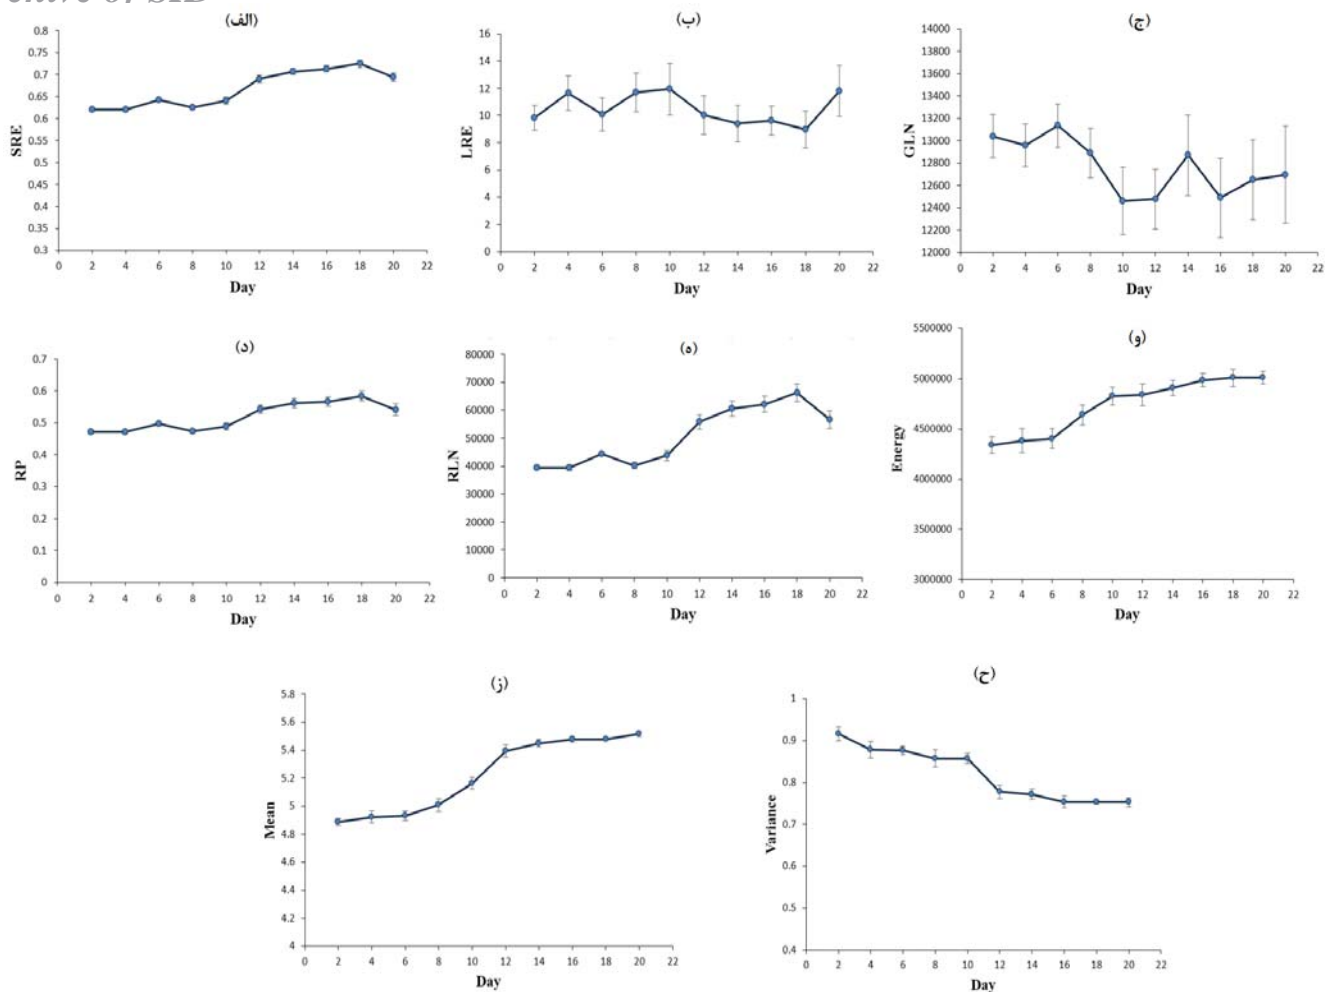 of SID
(الف)
SRE
0.8
0.75
0.7
0.65
0.6
0.55
0.5
0.45
0.4
0.35
0.3
0 2 4 6 8 10 12 14 16 18 20 22
Day
(ب)
LRE
16
14
12
10
8
6
4
2
0
0 2 4 6 8 10 12 14 16 18 20 22
Day
(ج)
GLN
14000
13800
13600
13400
13200
13000
12800
12600
12400
12200
12000
0 2 4 6 8 10 12 14 16 18 20 22
Day
(د)
RP
0.7
0.6
0.5
0.4
0.3
0.2
0.1
0
0 2 4 6 8 10 12 14 16 18 20 22
Day
(ه)
RLN
80000
70000
60000
50000
40000
30000
20000
10000
0
0 2 4 6 8 10 12 14 16 18 20 22
Day
(و)
Energy
5500000
5000000
4500000
4000000
3500000
3000000
0 2 4 6 8 10 12 14 16 18 20 22
Day
(ز)
Mean
5.8
5.6
5.4
5.2
5
4.8
4.6
4.4
4.2
4
0 2 4 6 8 10 12 14 16 18 20 22
Day
(ح)
Variance
1
0.9
0.8
0.7
0.6
0.5
0.4
0 2 4 6 8 10 12 14 16 18 20 22
Day